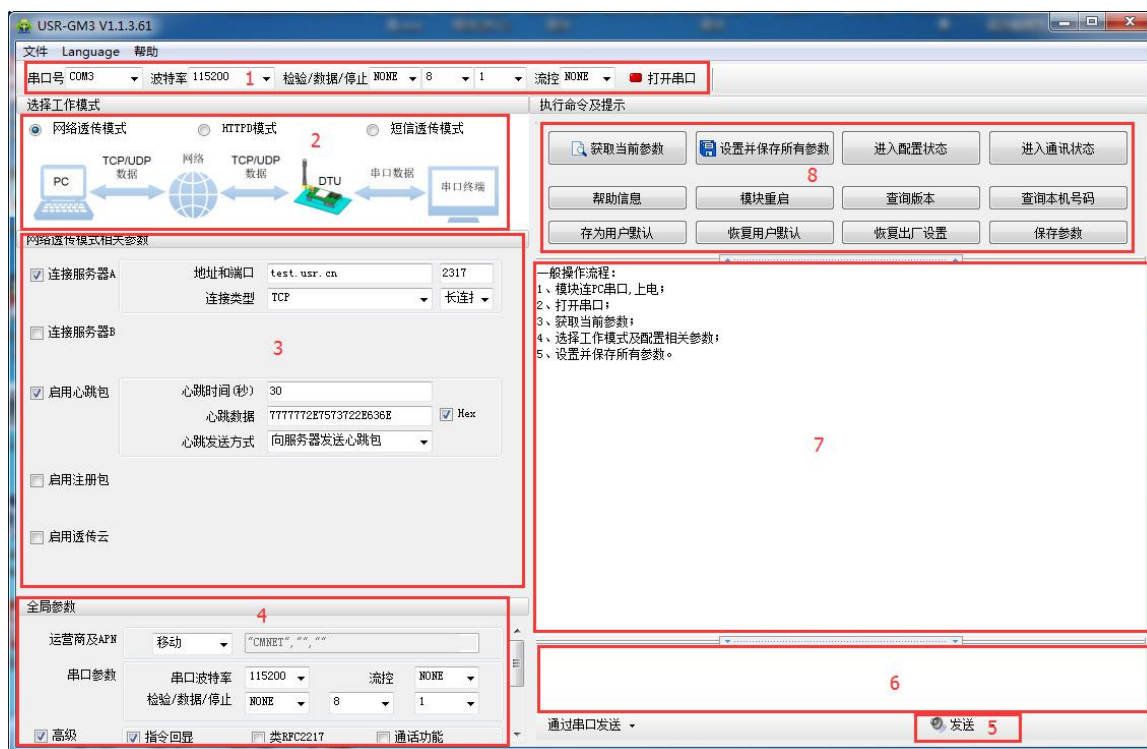 USR-GM3 V1.1.3.61
文件 Language 帮助
串口号 COM3 波特率 115200 1 检验/数据/停止 NONE 8 1 流控 NONE 打开串口
选择工作模式
网络透传模式 HTTPD模式 短信透传模式
2
TCP/UDP 网络 TCP/UDP
数据 数据 串口数据
PC DTU 串口终端
网络透传模式相关参数
连接服务器A 地址和端口 test.usr.cn 2317
连接类型 TCP 长连接
连接服务器B
3
启用心跳包 心跳时间(秒) 30
心跳数据 7777772E7573722E636E Hex
心跳发送方式 向服务器发送心跳包
启用注册包
启用透传云
全局参数
4
运营商及APN 移动 "CMNET","",""
串口参数 串口波特率 115200 流控 NONE
检验/数据/停止 NONE 8 1
高级 指令回显 类RFC2217 通话功能
执行命令及提示
获取当前参数 设置并保存所有参数 进入配置状态 进入通讯状态
8
帮助信息 模块重启 查询版本 查询本机号码
存为用户默认 恢复用户默认 恢复出厂设置 保存参数
一般操作流程:
1、模块连PC串口,上电;
2、打开串口;
3、获取当前参数;
4、选择工作模式及配置相关参数;
5、设置并保存所有参数。
7
6
通过串口发送 发送 5